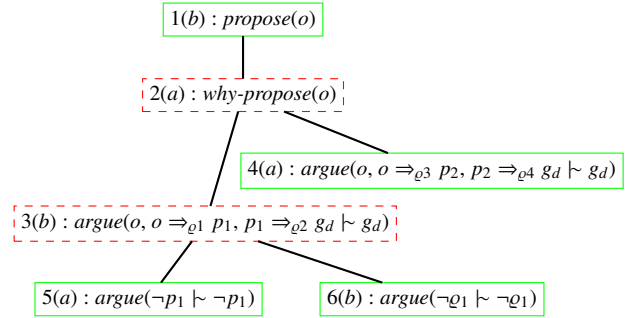 1(b) : propose(o)
2(a) : why-propose(o)
4(a) : argue(o, o ⇒ϱ3 p2, p2 ⇒ϱ4 gd |∼ gd)
3(b) : argue(o, o ⇒ϱ1 p1, p1 ⇒ϱ2 gd |∼ gd)
5(a) : argue(¬p1 |∼ ¬p1)
6(b) : argue(¬ϱ1 |∼ ¬ϱ1)